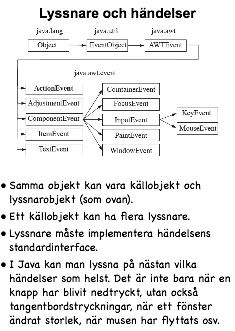 Lyssnare och händelser
java.lang java.util java.awt
Object EventObject AWTEvent
java.awt.event
ActionEvent
AdjustmentEvent
ComponentEvent
ItemEvent
TextEvent
ContainerEvent
FocusEvent
InputEvent
PaintEvent
WindowEvent
KeyEvent
MouseEvent
• Samma objekt kan vara källobjekt och
lyssnarobjekt (som ovan).
• Ett källobjekt kan ha flera lyssnare.
• Lyssnare måste implementera händelsens
standardinterface.
• I Java kan man lyssna på nästan vilka
händelser som helst. Det är inte bara när en
knapp har blivit nedtryckt, utan också
tangentbordstryckningar, när ett fönster
ändrat storlek, när musen har flyttats osv.